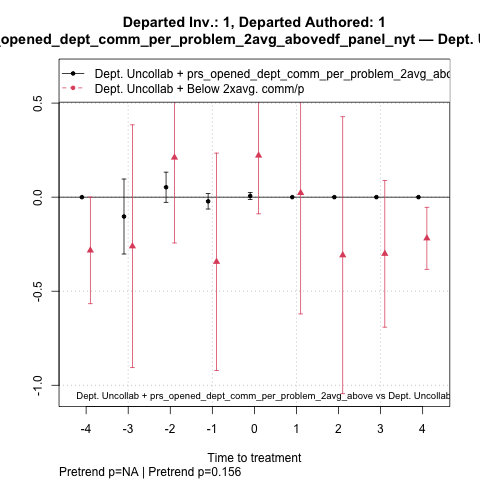 Departed Inv.: 1, Departed Authored: 1
_opened_dept_comm_per_problem_2avg_abovedf_panel_nyt — Dept. U
Dept. Uncollab + prs_opened_dept_comm_per_problem_2avg_abo
Dept. Uncollab + Below 2xavg. comm/p
0.5
0.0
-0.5
-1.0
Dept. Uncollab + prs_opened_dept_comm_per_problem_2avg_above vs Dept. Uncollab
-4 -3 -2 -1 0 1 2 3 4
Time to treatment
Pretrend p=NA | Pretrend p=0.156